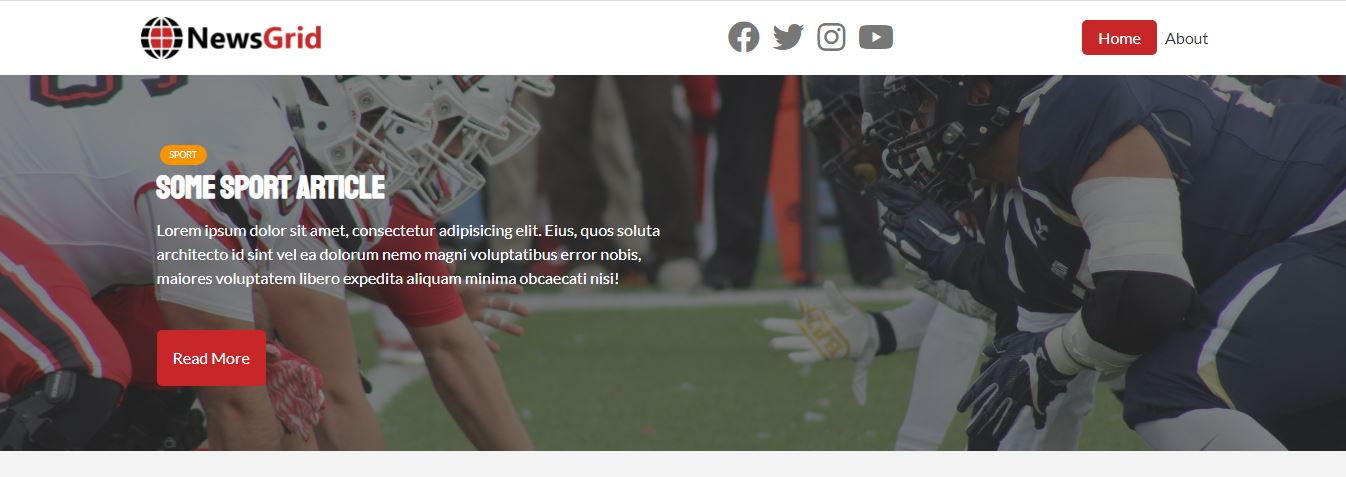 NewsGrid
Home About
SPORT
SOME SPORT ARTICLE
Lorem ipsum dolor sit amet, consectetur adipisicing elit. Eius, quos soluta
architecto id sint vel ea dolorum nemo magni voluptatibus error nobis,
maiores voluptatem libero expedita aliquam minima obcaecati nisi!
Read More